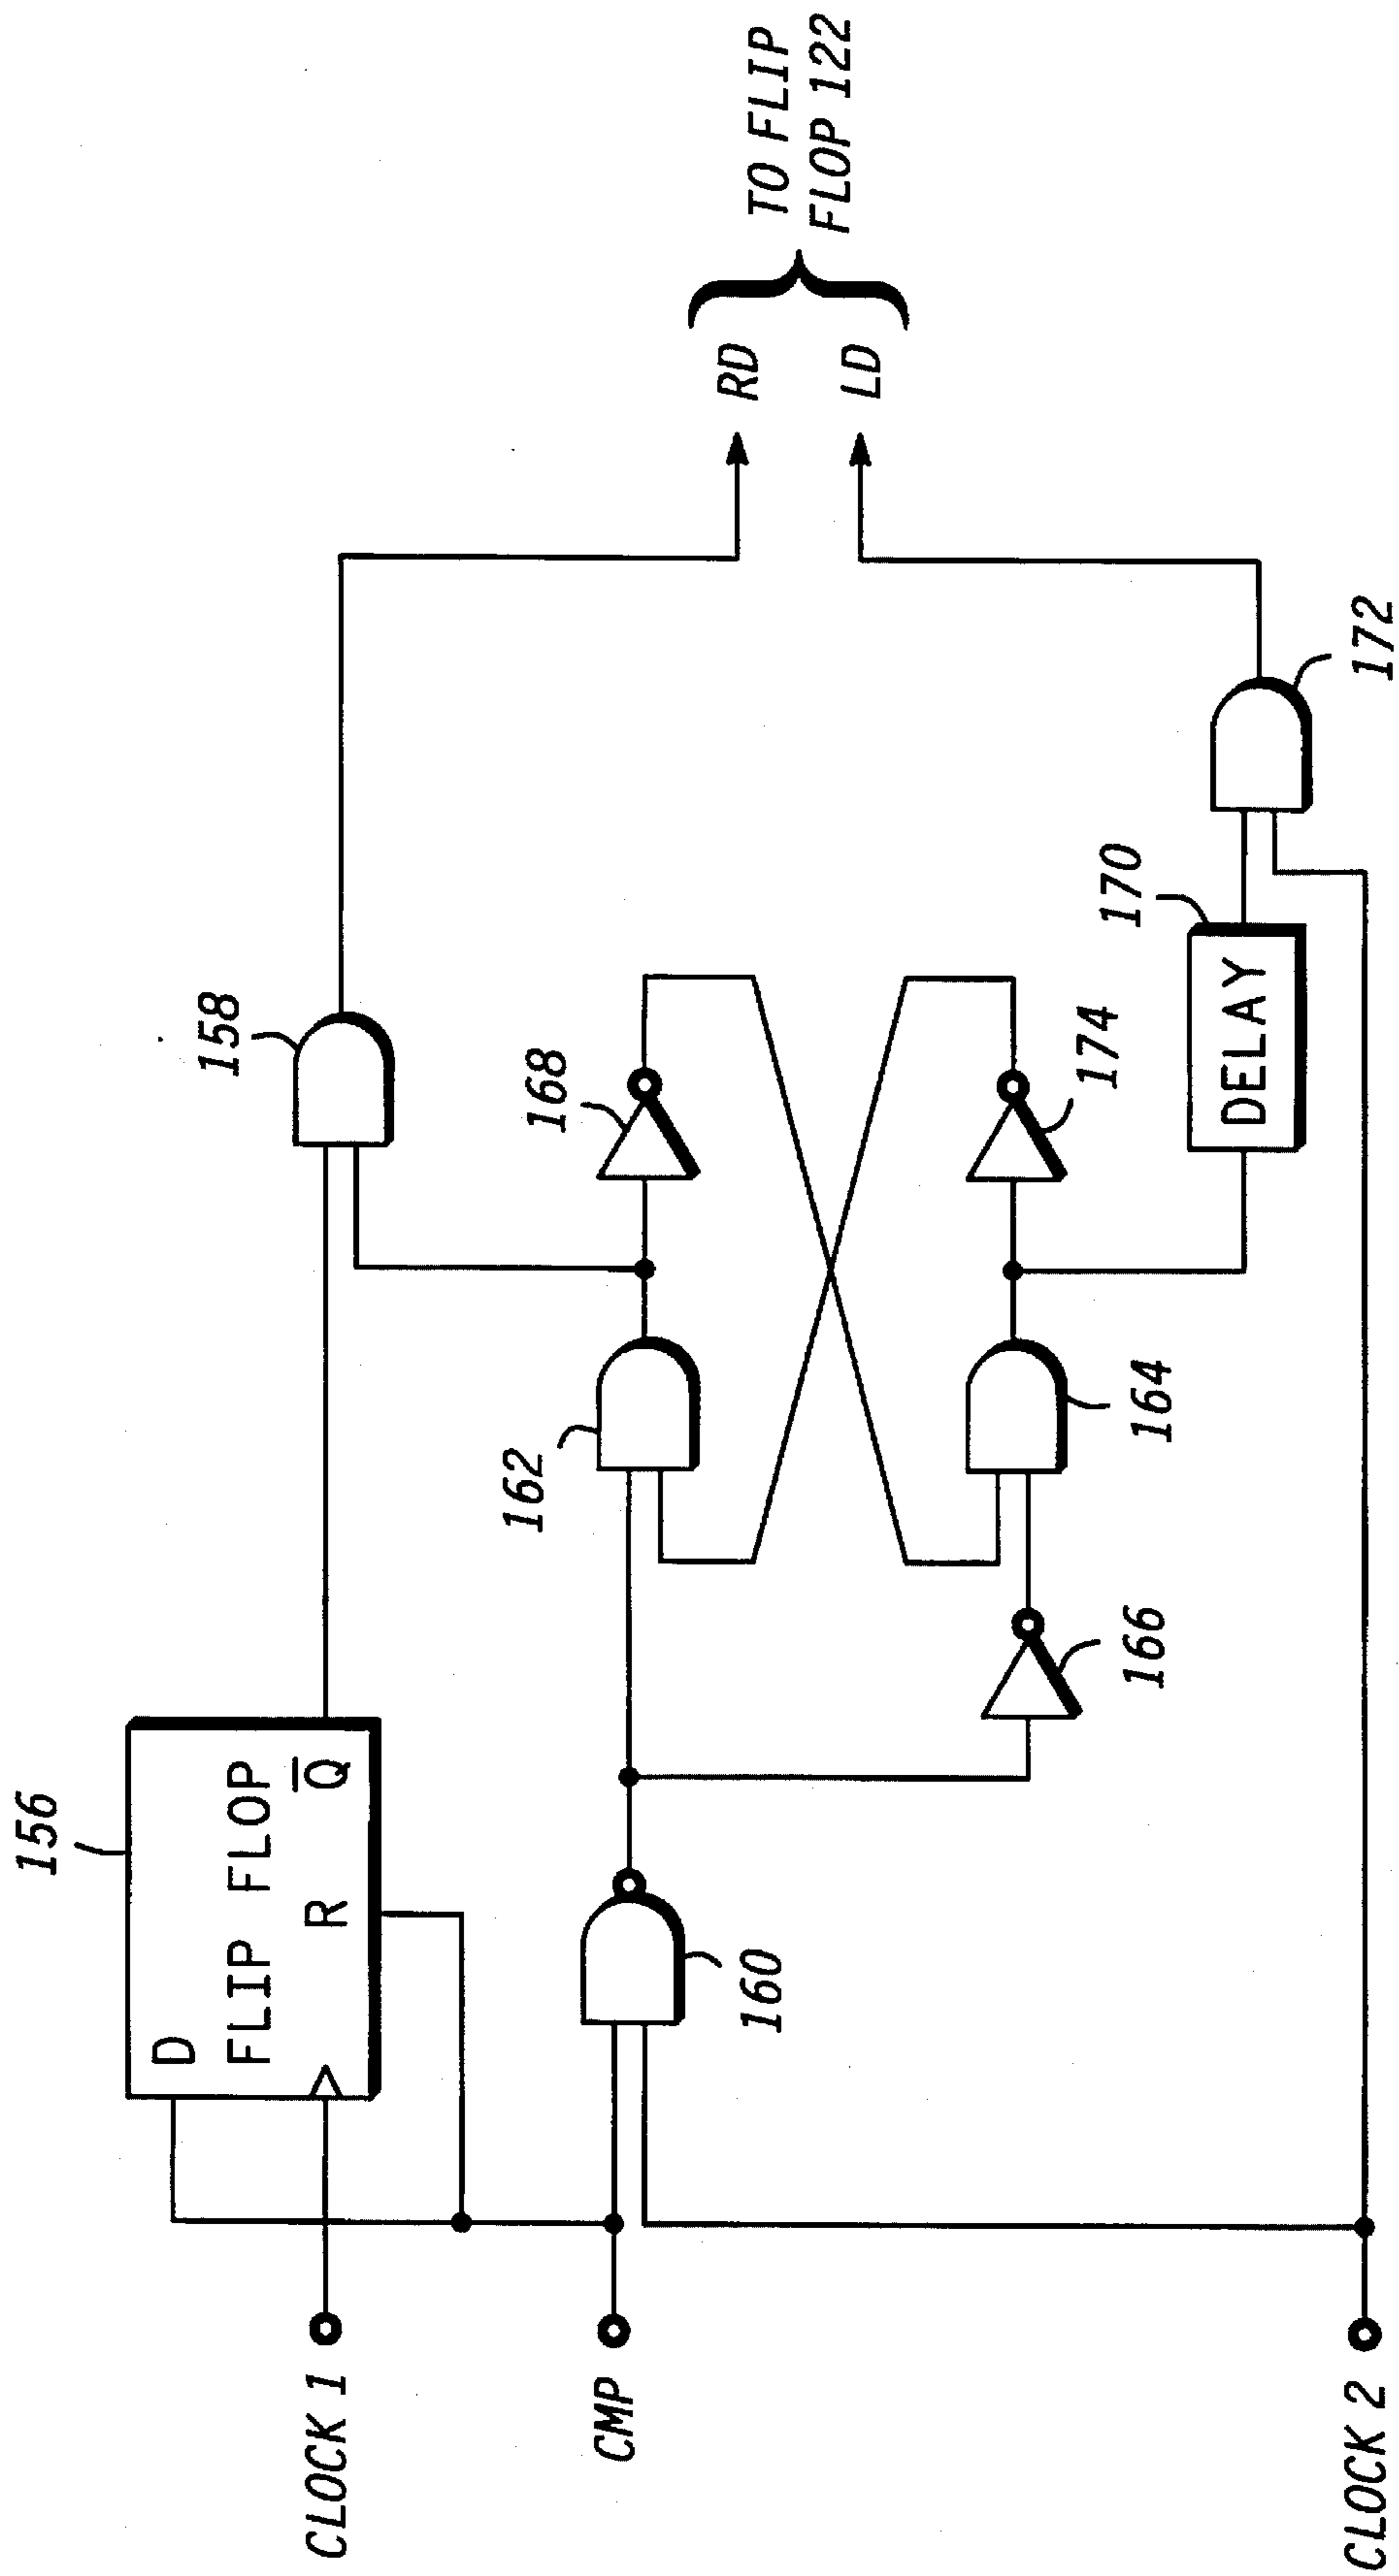 156
D
FLIP FLOP
R Q̅
CLOCK 1
158
RD
TO FLIP
FLOP 122
LD
CMP
160
162
168
164
166
174
170
DELAY
172
CLOCK 2